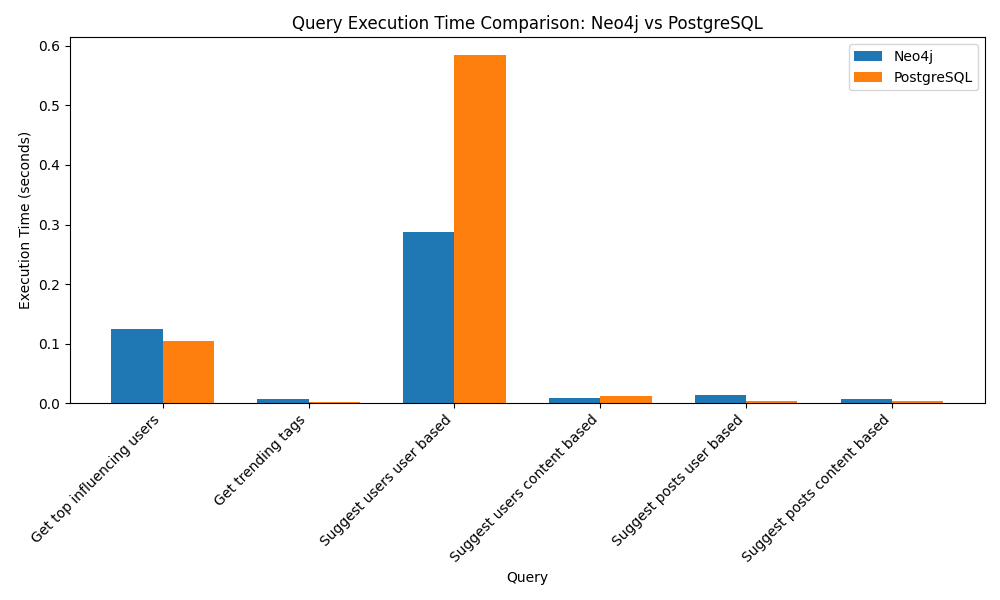 Query Execution Time Comparison: Neo4j vs PostgreSQL
Neo4j
PostgreSQL
Execution Time (seconds)
0.6
0.5
0.4
0.3
0.2
0.1
0.0
Get top influencing users
Get trending tags
Suggest users user based
Suggest users content based
Suggest posts user based
Suggest posts content based
Query